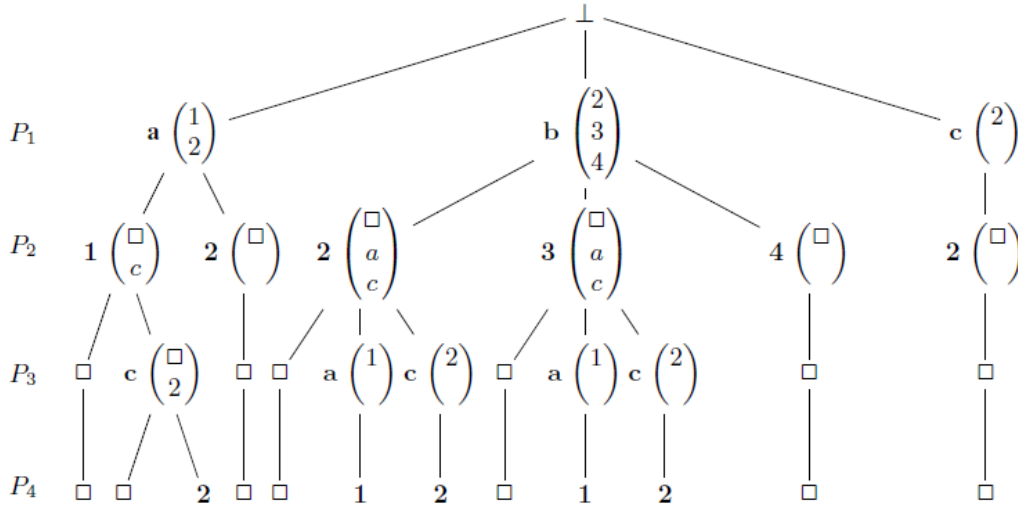 ⊥
P₁ a (1 2) b (2 3 4) c (2)
P₂ 1 (□ c) 2 (□) 2 (□ a c) 3 (□ a c) 4 (□) 2 (□)
P₃ □ c (□ 2) □ □ a (1) c (2) □ a (1) c (2) □ □
P₄ □ □ 2 □ □ 1 2 □ 1 2 □ □